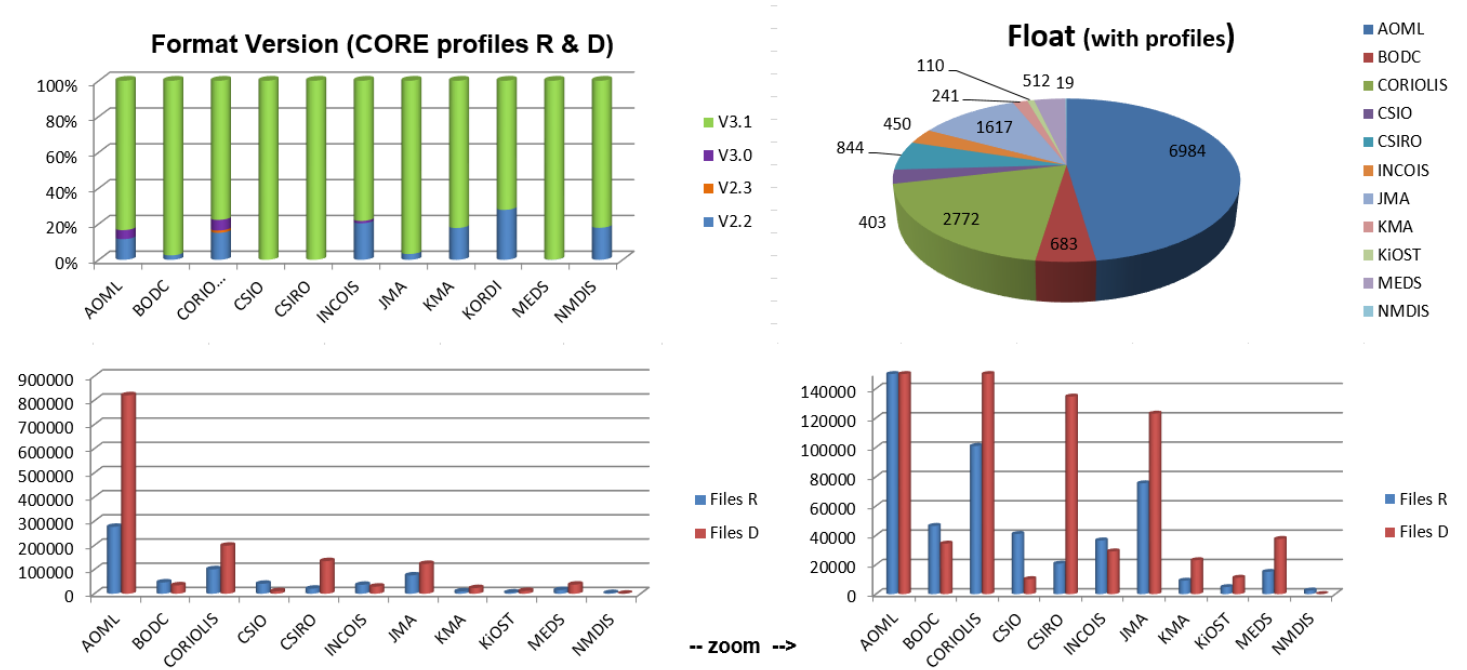 Format Version (CORE profiles R & D)
100%
80%
60%
40%
20%
0%
AOML
BODC
CORIO...
CSIO
CSIRO
INCOIS
JMA
KMA
KORDI
MEDS
NMDIS
V3.1
V3.0
V2.3
V2.2
Float (with profiles)
110
512 19
241
450
1617
844
6984
403
2772
683
AOML
BODC
CORIOLIS
CSIO
CSIRO
INCOIS
JMA
KMA
KiOST
MEDS
NMDIS
900000
800000
700000
600000
500000
400000
300000
200000
100000
0
AOML
BODC
CORIOLIS
CSIO
CSIRO
INCOIS
JMA
KMA
KiOST
MEDS
NMDIS
Files R
Files D
-- zoom -->
140000
120000
100000
80000
60000
40000
20000
0
AOML
BODC
CORIOLIS
CSIO
CSIRO
INCOIS
JMA
KMA
KiOST
MEDS
NMDIS
Files R
Files D